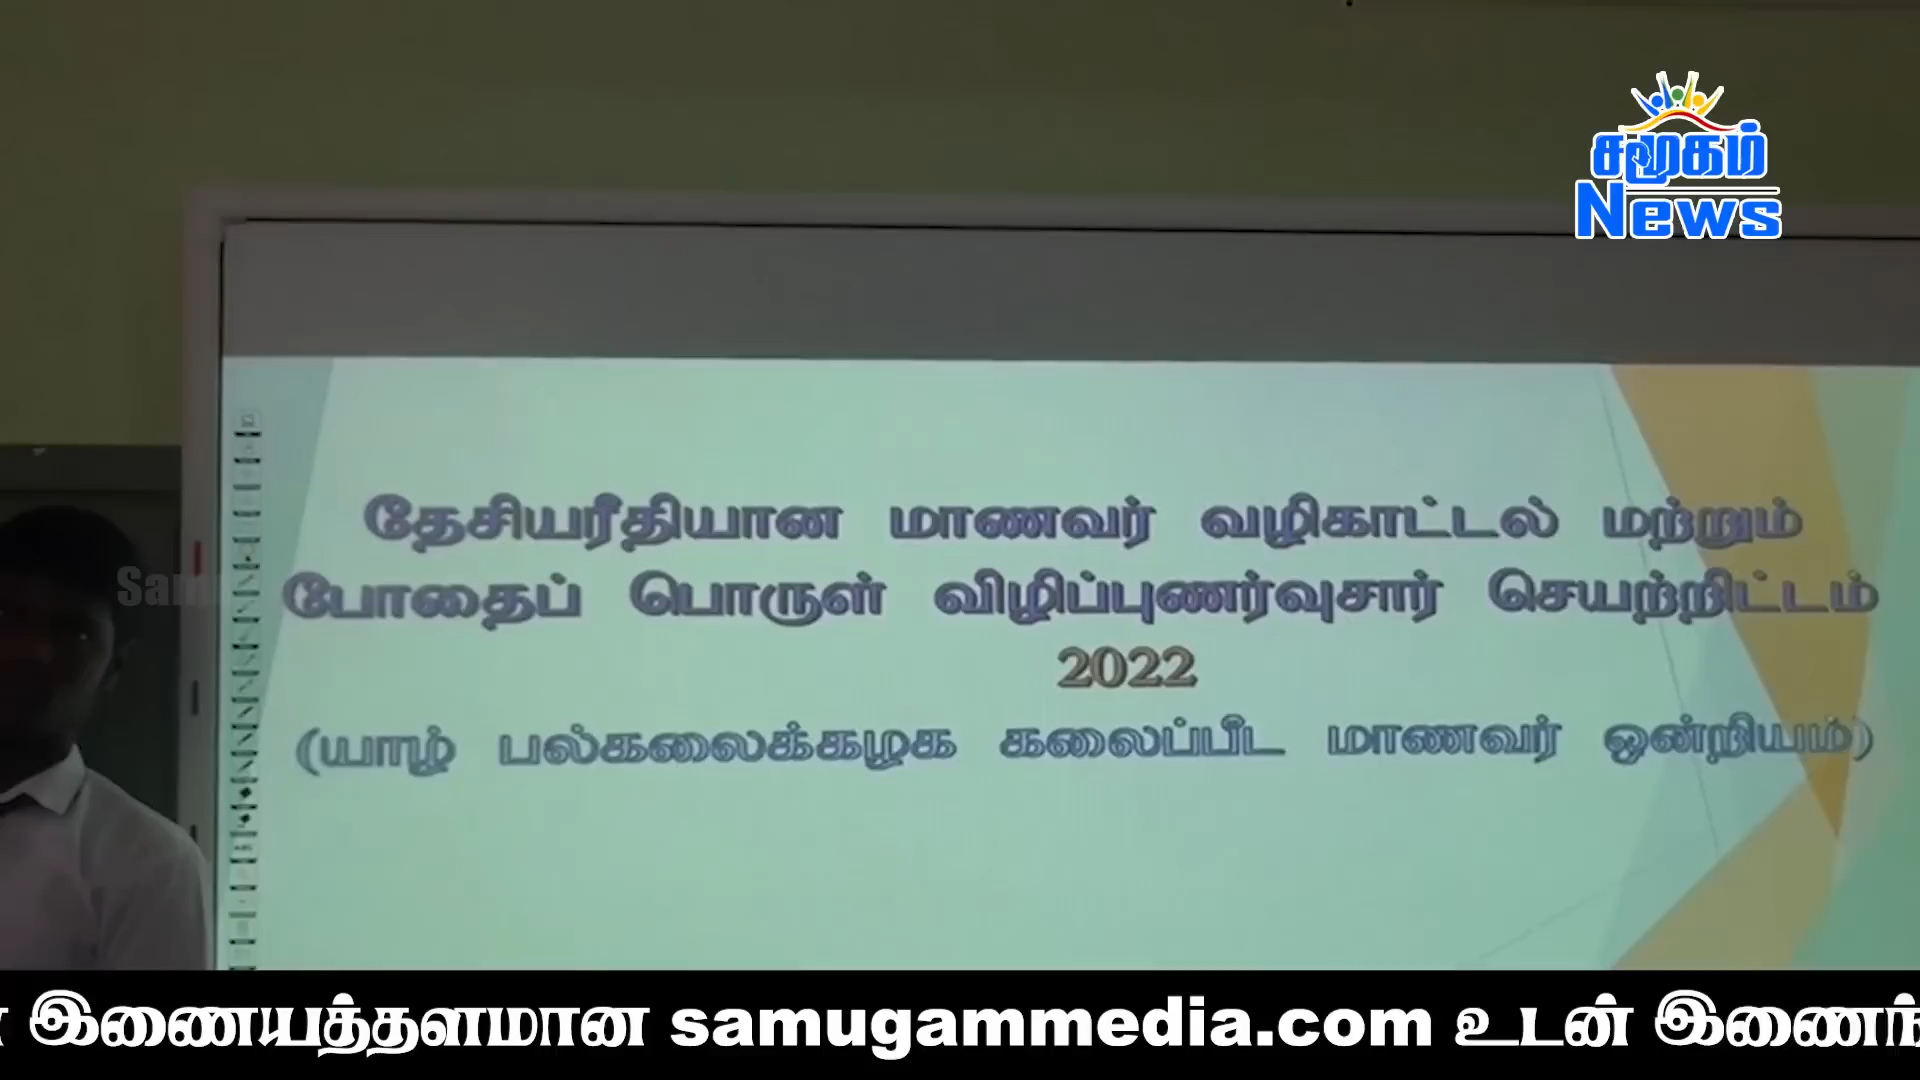 சமூகம்
News
தேசியரீதியான மாணவர் வழிகாட்டல் மற்றும்
போதைப் பொருள் விழிப்புணர்வுசார் செயற்றிட்டம்
2022
(யாழ் பல்கலைக்கழக கலைப்பீட மாணவர் ஒன்றியம்)
இணையத்தளமான samugammedia.com உடன்